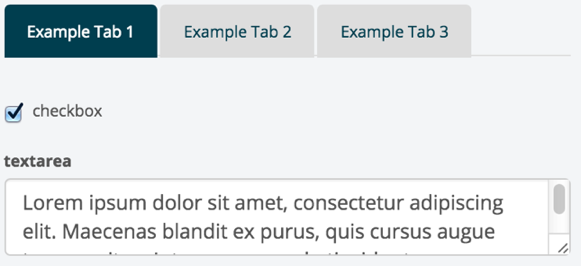 Example Tab 1 Example Tab 2 Example Tab 3
checkbox
textarea
Lorem ipsum dolor sit amet, consectetur adipiscing
elit. Maecenas blandit ex purus, quis cursus augue